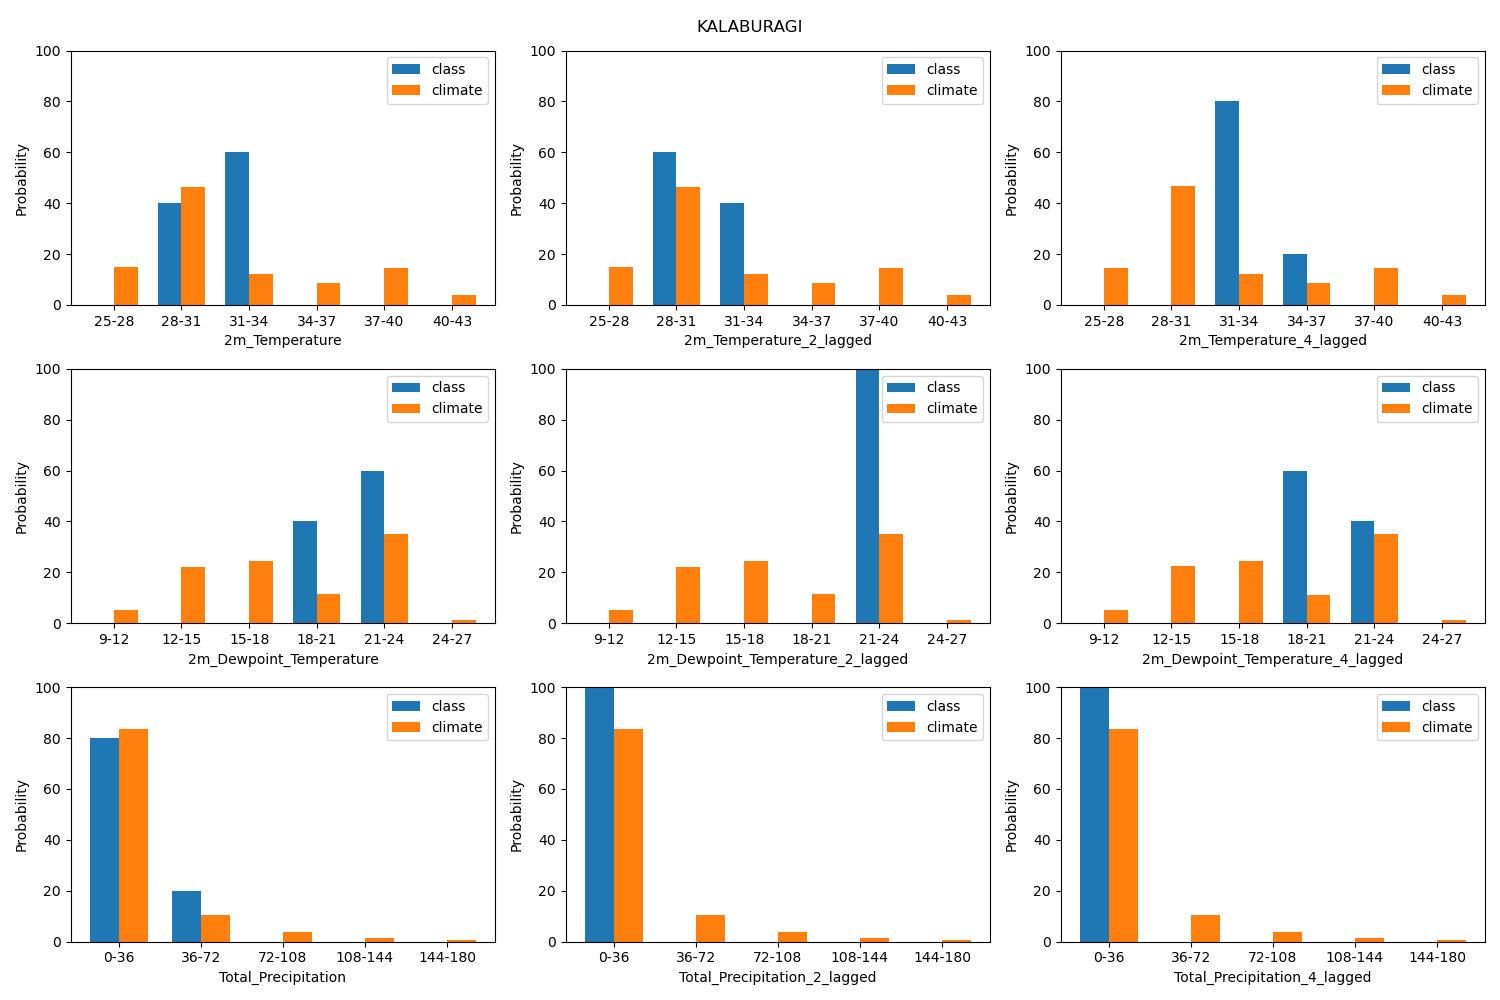 KALABURAGI
100
80
60
40
20
0
Probability
class
climate
25-28 28-31 31-34 34-37 37-40 40-43
2m_Temperature
100
80
60
40
20
0
Probability
class
climate
25-28 28-31 31-34 34-37 37-40 40-43
2m_Temperature_2_lagged
100
80
60
40
20
0
Probability
class
climate
25-28 28-31 31-34 34-37 37-40 40-43
2m_Temperature_4_lagged
100
80
60
40
20
0
Probability
class
climate
9-12 12-15 15-18 18-21 21-24 24-27
2m_Dewpoint_Temperature
100
80
60
40
20
0
Probability
class
climate
9-12 12-15 15-18 18-21 21-24 24-27
2m_Dewpoint_Temperature_2_lagged
100
80
60
40
20
0
Probability
class
climate
9-12 12-15 15-18 18-21 21-24 24-27
2m_Dewpoint_Temperature_4_lagged
100
80
60
40
20
0
Probability
class
climate
0-36 36-72 72-108 108-144 144-180
Total_Precipitation
100
80
60
40
20
0
Probability
class
climate
0-36 36-72 72-108 108-144 144-180
Total_Precipitation_2_lagged
100
80
60
40
20
0
Probability
class
climate
0-36 36-72 72-108 108-144 144-180
Total_Precipitation_4_lagged